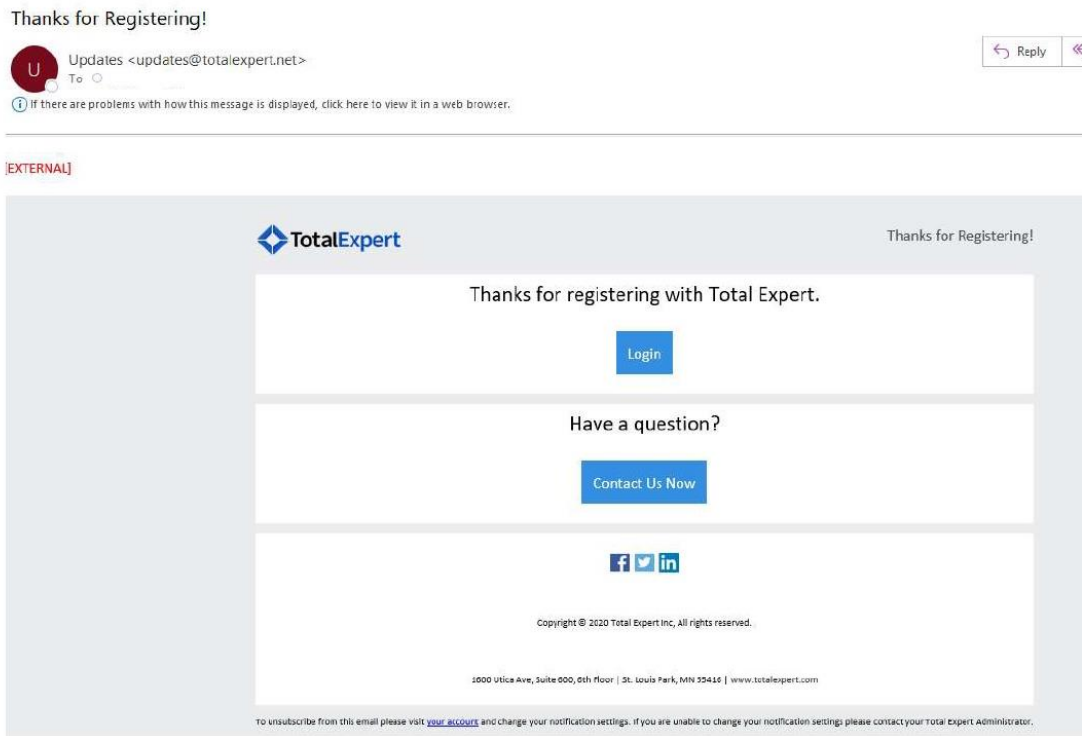 Thanks for Registering!
U
Updates <updates@totalexpert.net>
To
Reply
If there are problems with how this message is displayed, click here to view it in a web browser.
[EXTERNAL]
TotalExpert
Thanks for Registering!
Thanks for registering with Total Expert.
Login
Have a question?
Contact Us Now
Copyright © 2020 Total Expert Inc, All rights reserved.
1600 Utica Ave, Suite 600, 6th Floor | St. Louis Park, MN 55416 | www.totalexpert.com
To unsubscribe from this email please visit your account and change your notification settings. If you are unable to change your notification settings please contact your Total Expert Administrator.